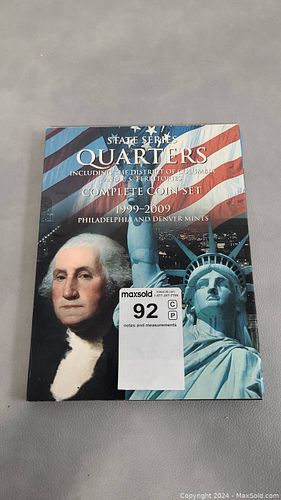 STATE SERIES
QUARTERS
INCLUDING THE DISTRICT OF COLUMBIA
AND U.S. TERRITORIES
COMPLETE COIN SET
1999-2009
PHILADELPHIA AND DENVER MINTS
maxsold
92
C
P
notes and measurements
Copyright © 2024 - MaxSold.com